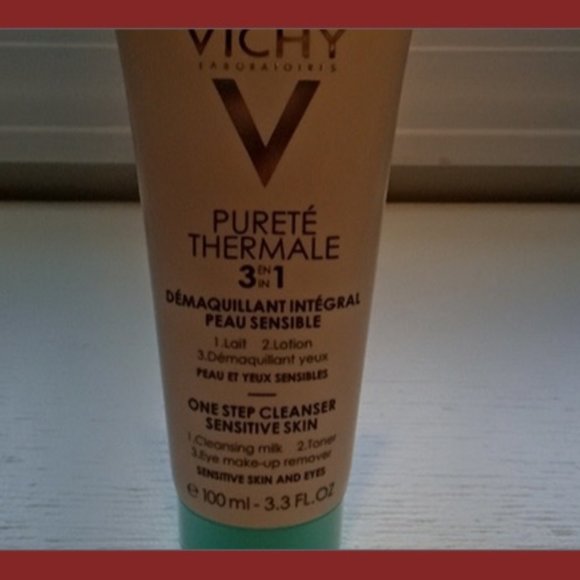 VICHY
LABORATOIRES
V
PURETÉ
THERMALE
3 EN IN 1
DÉMAQUILLANT INTÉGRAL
PEAU SENSIBLE
1.Lait 2.Lotion
3.Démaquillant yeux
PEAU ET YEUX SENSIBLES
ONE STEP CLEANSER
SENSITIVE SKIN
1.Cleansing milk 2.Toner
3.Eye make-up remover
SENSITIVE SKIN AND EYES
℮ 100 ml - 3.3 FL.OZ